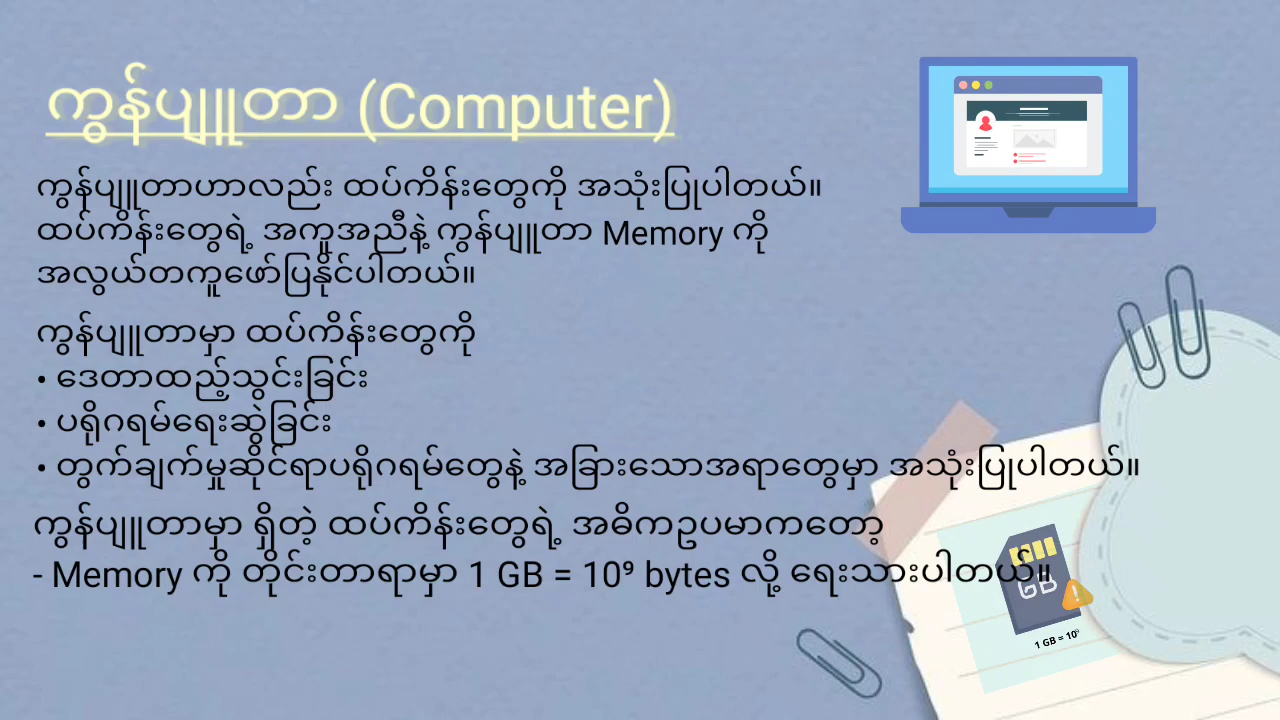 ကွန်ပျူတာ (Computer)
ကွန်ပျူတာဟာလည်း ထပ်ကိန်းတွေကို အသုံးပြုပါတယ်။
ထပ်ကိန်းတွေရဲ့ အကူအညီနဲ့ ကွန်ပျူတာ Memory ကို
အလွယ်တကူဖော်ပြနိုင်ပါတယ်။
ကွန်ပျူတာမှာ ထပ်ကိန်းတွေကို
• ဒေတာထည့်သွင်းခြင်း
• ပရိုဂရမ်ရေးဆွဲခြင်း
• တွက်ချက်မှုဆိုင်ရာပရိုဂရမ်တွေနဲ့ အခြားသောအရာတွေမှာ အသုံးပြုပါတယ်။
ကွန်ပျူတာမှာ ရှိတဲ့ ထပ်ကိန်းတွေရဲ့ အဓိကဥပမာကတော့
- Memory ကို တိုင်းတာရာမှာ 1 GB = 10⁹ bytes လို့ ရေးသားပါတယ်။
GB
1 GB = 10⁹